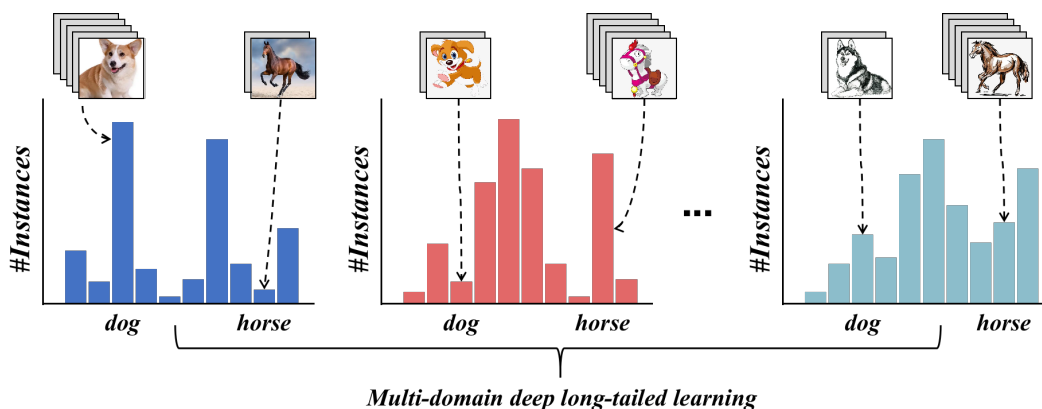 #Instances
dog
horse
#Instances
dog
horse
...
#Instances
dog
horse
Multi-domain deep long-tailed learning